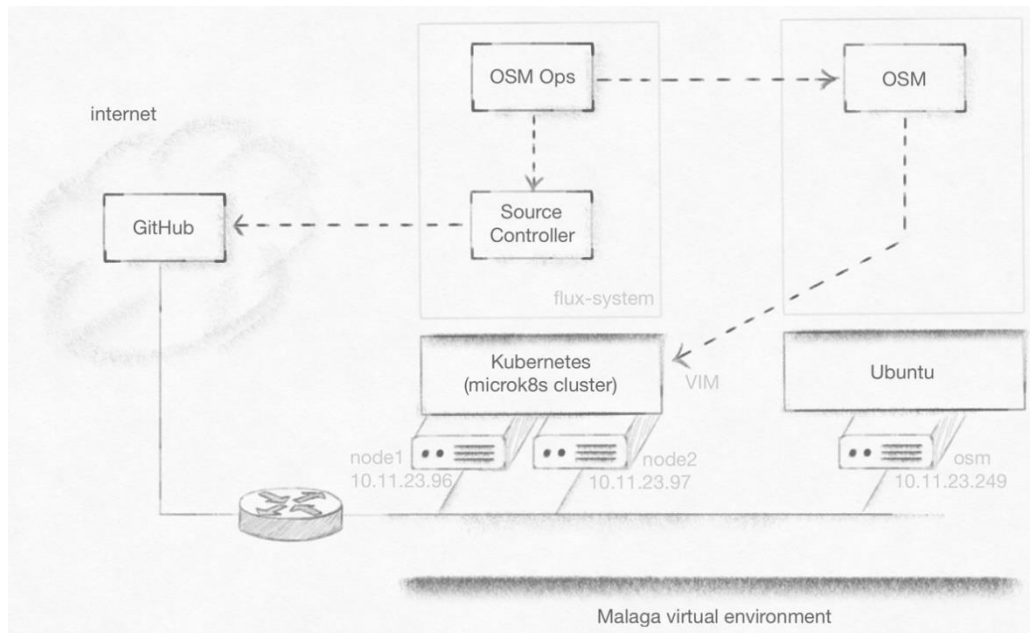 OSM Ops
OSM
internet
GitHub
Source
Controller
flux-system
Kubernetes
(microk8s cluster)
VIM
Ubuntu
node1
10.11.23.96
node2
10.11.23.97
osm
10.11.23.249
Malaga virtual environment